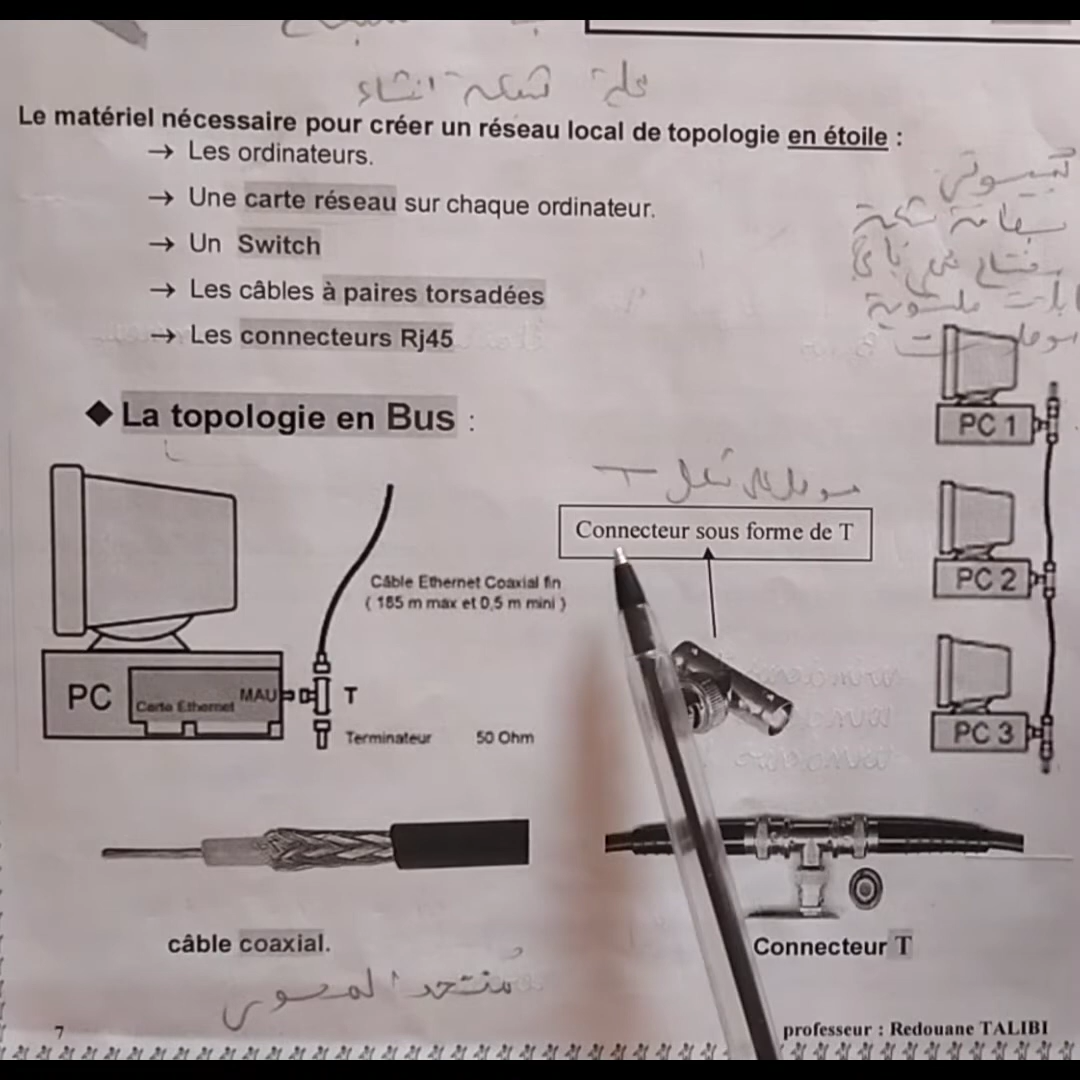 Le matériel nécessaire pour créer un réseau local de topologie en étoile :
→ Les ordinateurs.
→ Une carte réseau sur chaque ordinateur.
→ Un Switch
→ Les câbles à paires torsadées
→ Les connecteurs Rj45
◆ La topologie en Bus :
PC 1
Connecteur sous forme de T
Câble Ethernet Coaxial fin
( 185 m max et 0,5 m mini )
PC 2
PC
Carte Ethernet
MAU
T
Terminateur 50 Ohm
PC 3
câble coaxial.
Connecteur T
7
professeur : Redouane TALIBI